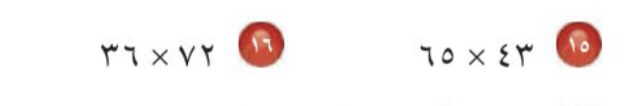 ١٥ ٤٣ × ٦٥
١٦ ٧٢ × ٣٦